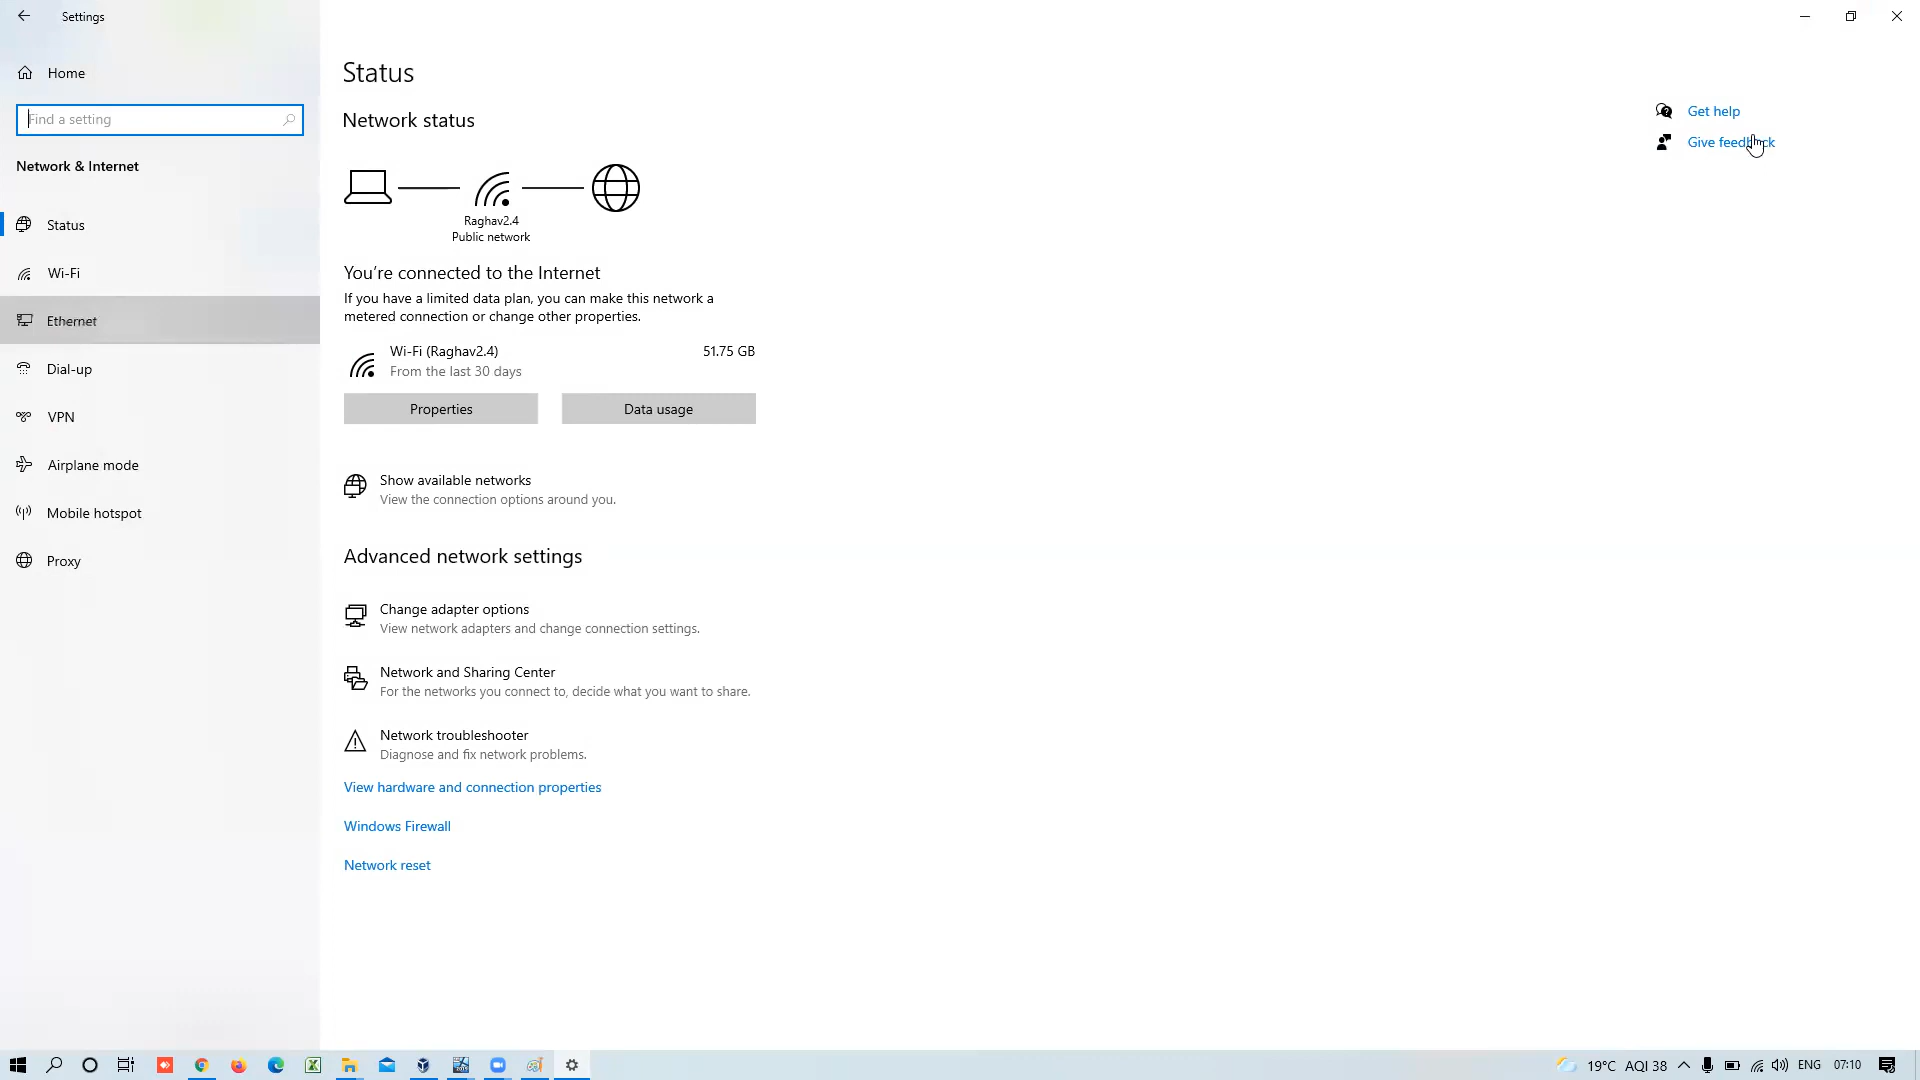 Settings
Home
Find a setting
Network & Internet
Status
Wi-Fi
Ethernet
Dial-up
VPN
Airplane mode
Mobile hotspot
Proxy
Status
Network status
Raghav2.4
Public network
You're connected to the Internet
If you have a limited data plan, you can make this network a
metered connection or change other properties.
Wi-Fi (Raghav2.4)
51.75 GB
From the last 30 days
Properties
Data usage
Show available networks
View the connection options around you.
Advanced network settings
Change adapter options
View network adapters and change connection settings.
Network and Sharing Center
For the networks you connect to, decide what you want to share.
Network troubleshooter
Diagnose and fix network problems.
View hardware and connection properties
Windows Firewall
Network reset
Get help
Give feedback
19°C AQI 38
ENG
07:10